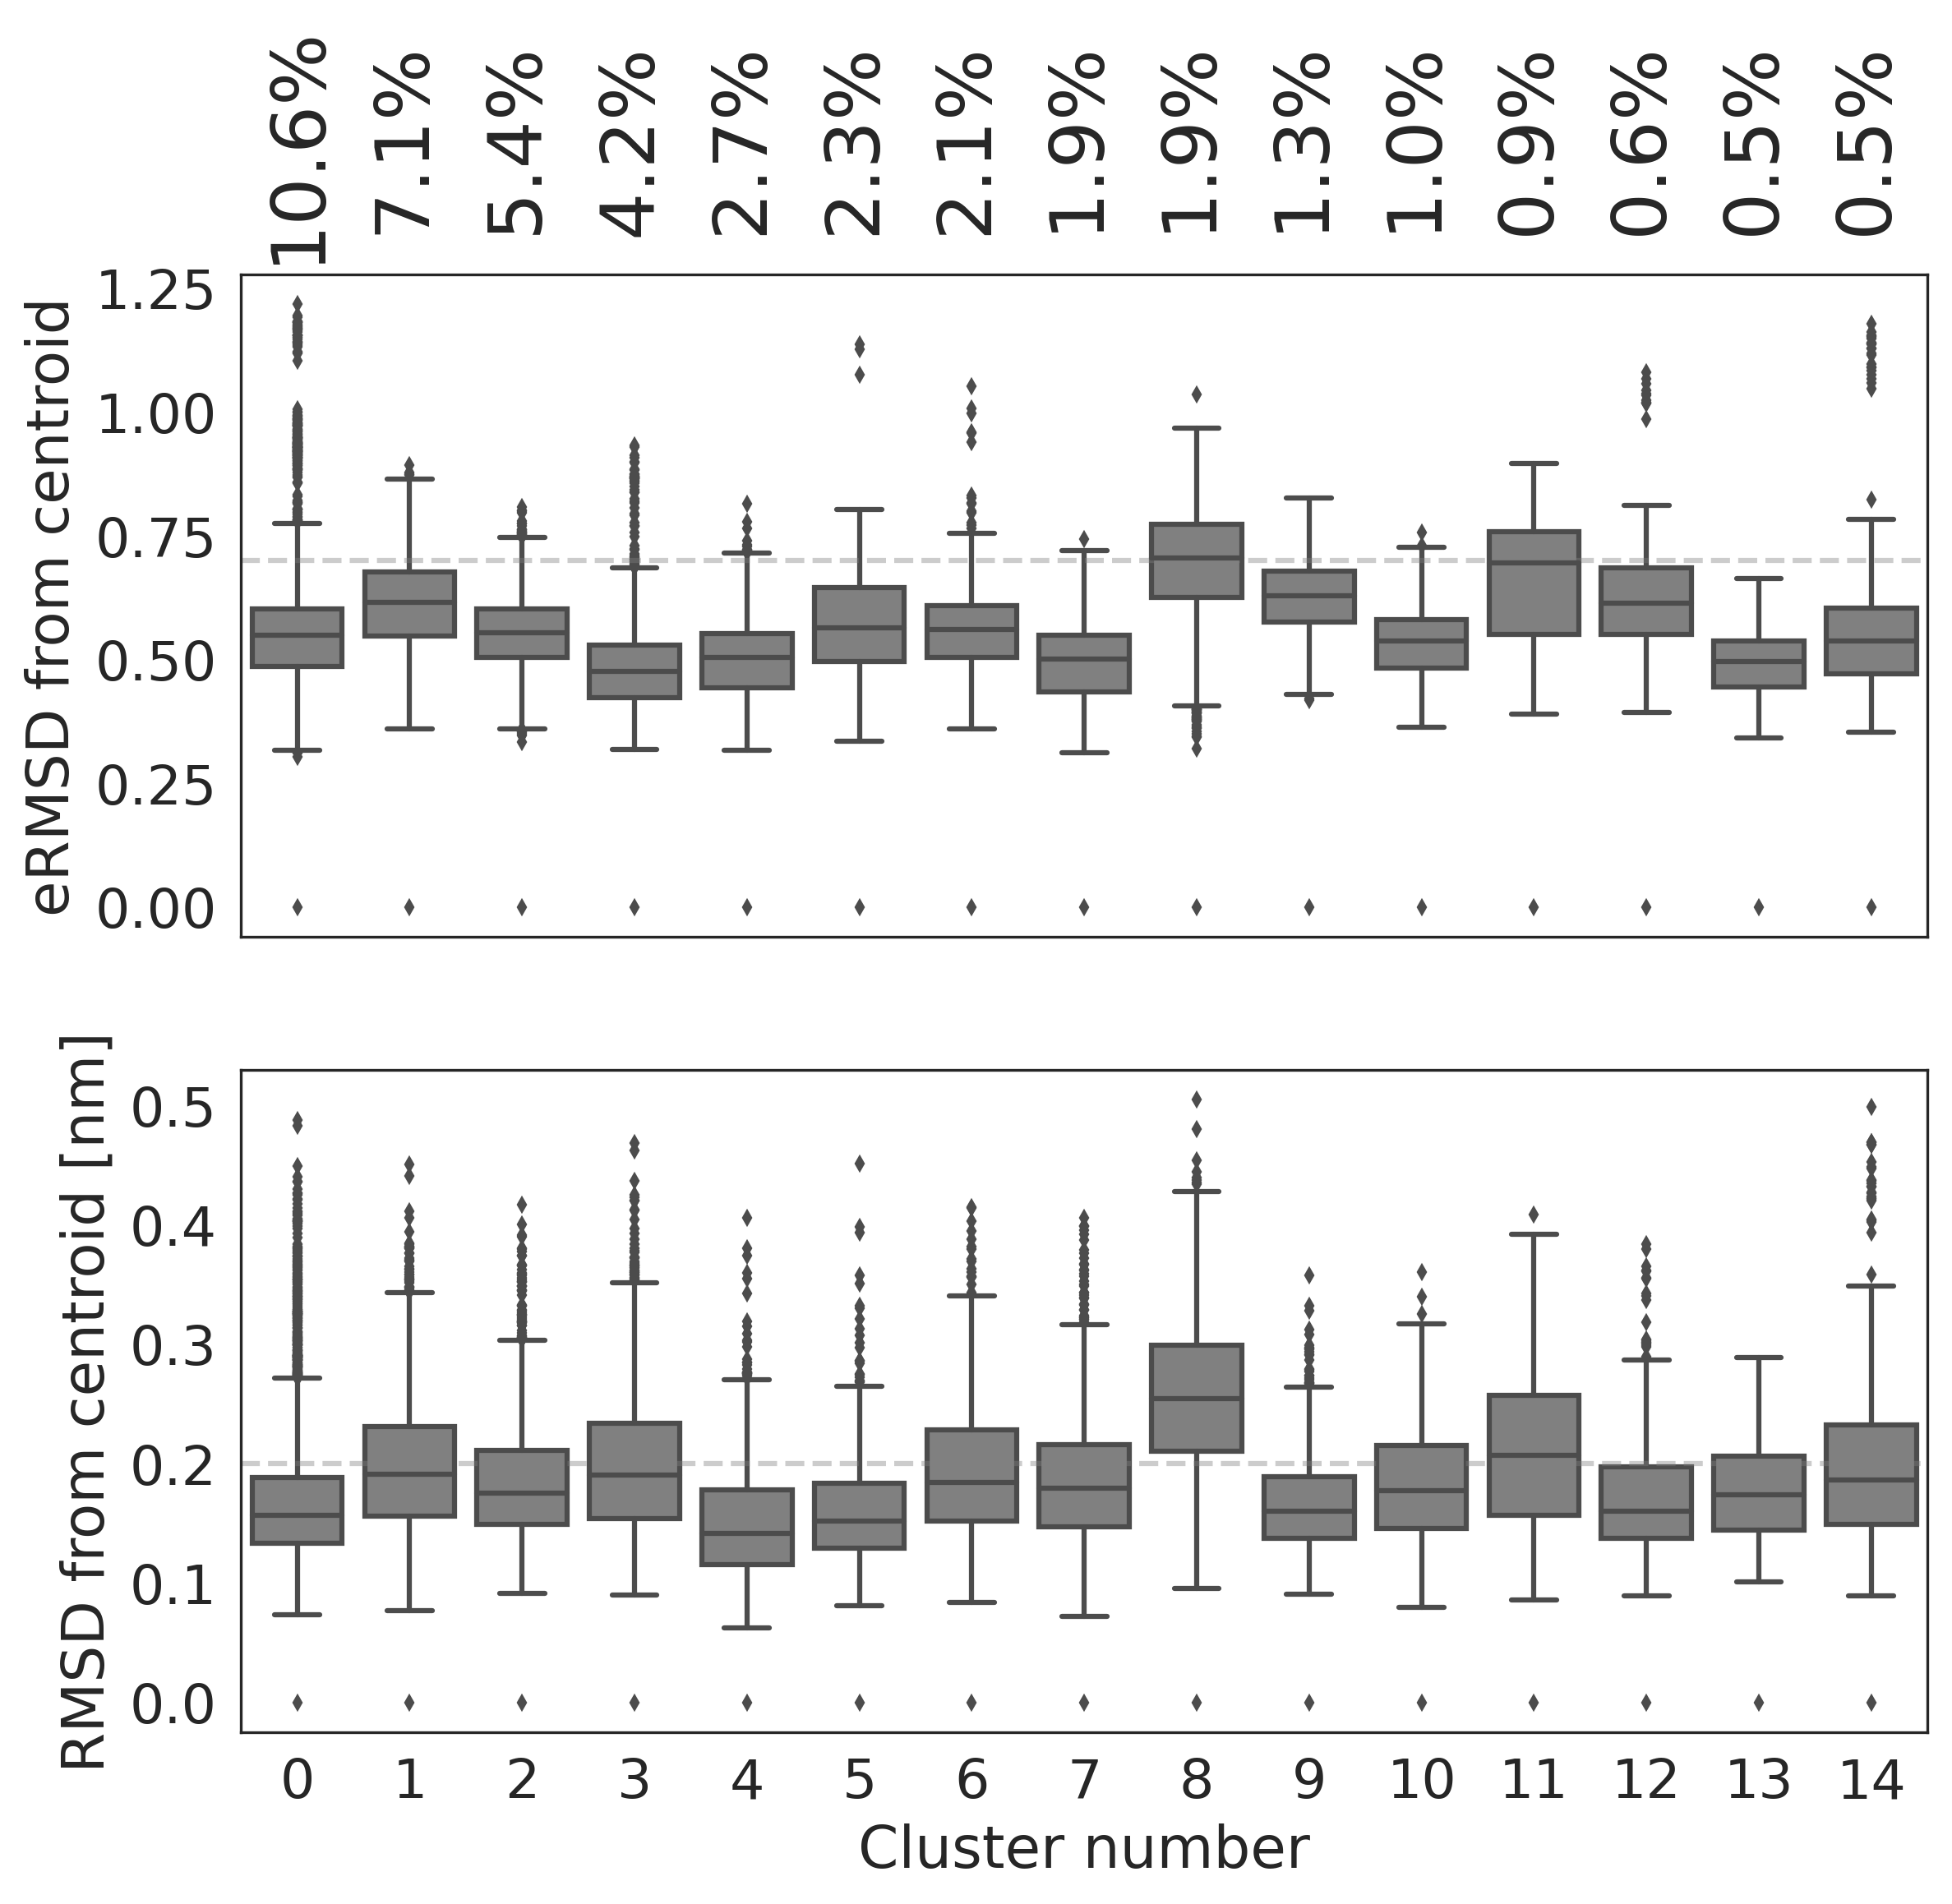 10.6% 7.1% 5.4% 4.2% 2.7% 2.3% 2.1% 1.9% 1.9% 1.3% 1.0% 0.9% 0.6% 0.5% 0.5%
eRMSD from centroid
1.25
1.00
0.75
0.50
0.25
0.00
RMSD from centroid [nm]
0.5
0.4
0.3
0.2
0.1
0.0
0 1 2 3 4 5 6 7 8 9 10 11 12 13 14
Cluster number